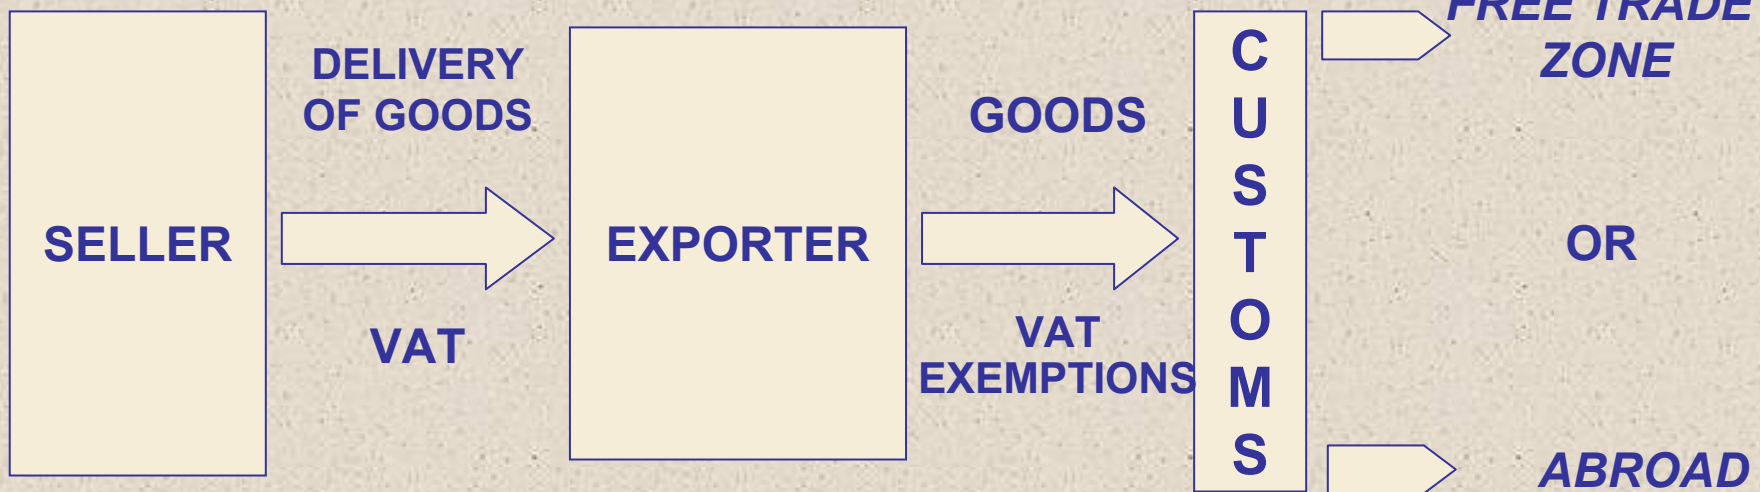 SELLER
DELIVERY
OF GOODS
VAT
EXPORTER
GOODS
VAT
EXEMPTIONS
C
U
S
T
O
M
S
FREE TRADE
ZONE
OR
ABROAD